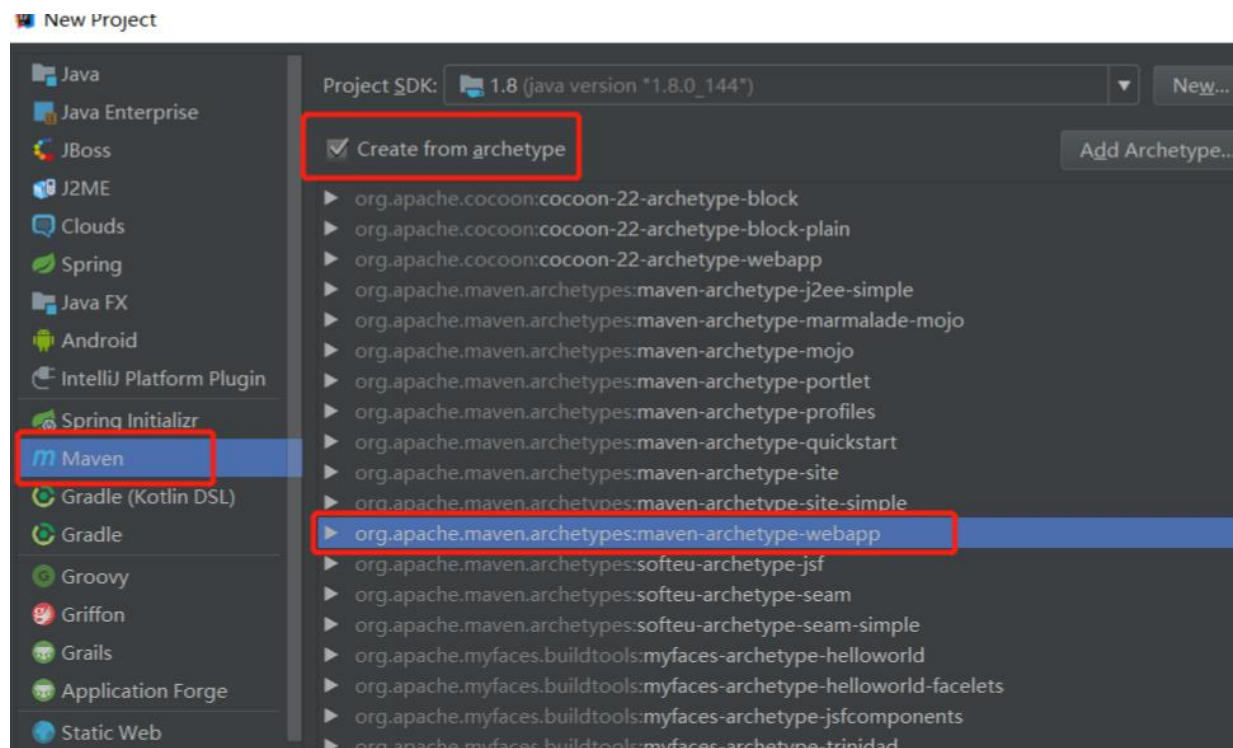 New Project
Java
Java Enterprise
JBoss
J2ME
Clouds
Spring
Java FX
Android
IntelliJ Platform Plugin
Spring Initializr
Maven
Gradle (Kotlin DSL)
Gradle
Groovy
Griffon
Grails
Application Forge
Static Web
Project SDK: 1.8 (java version "1.8.0_144") New...
Create from archetype Add Archetype...
org.apache.cocoon:cocoon-22-archetype-block
org.apache.cocoon:cocoon-22-archetype-block-plain
org.apache.cocoon:cocoon-22-archetype-webapp
org.apache.maven.archetypes:maven-archetype-j2ee-simple
org.apache.maven.archetypes:maven-archetype-marmalade-mojo
org.apache.maven.archetypes:maven-archetype-mojo
org.apache.maven.archetypes:maven-archetype-portlet
org.apache.maven.archetypes:maven-archetype-profiles
org.apache.maven.archetypes:maven-archetype-quickstart
org.apache.maven.archetypes:maven-archetype-site
org.apache.maven.archetypes:maven-archetype-site-simple
org.apache.maven.archetypes:maven-archetype-webapp
org.apache.maven.archetypes:softeu-archetype-jsf
org.apache.maven.archetypes:softeu-archetype-seam
org.apache.maven.archetypes:softeu-archetype-seam-simple
org.apache.myfaces.buildtools:myfaces-archetype-helloworld
org.apache.myfaces.buildtools:myfaces-archetype-helloworld-facelets
org.apache.myfaces.buildtools:myfaces-archetype-jsfcomponents
org.apache.myfaces.buildtools:myfaces-archetype-trinidad